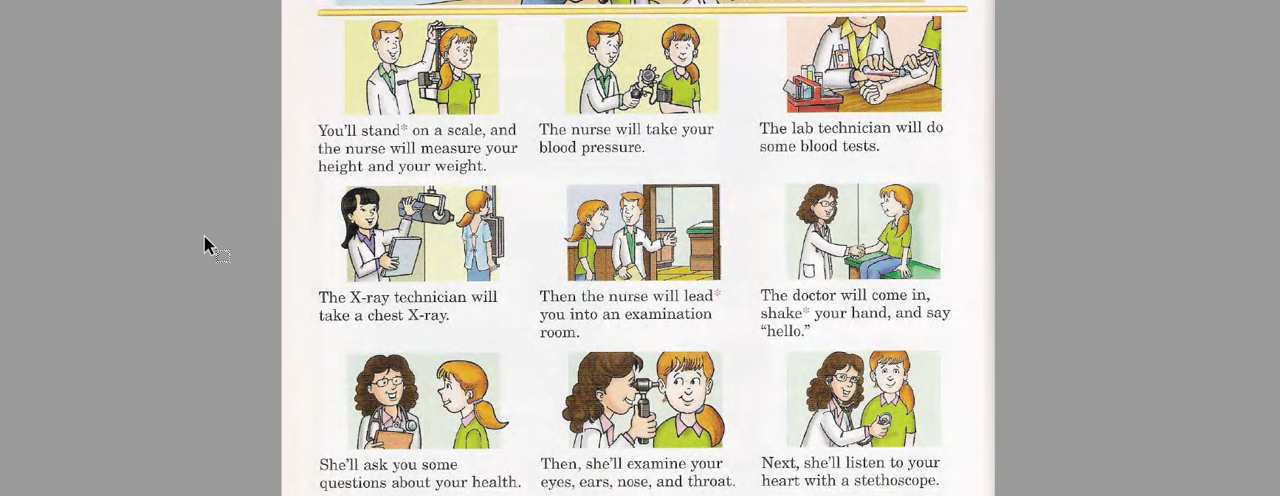 You'll stand* on a scale, and
the nurse will measure your
height and your weight.
The nurse will take your
blood pressure.
The lab technician will do
some blood tests.
The X-ray technician will
take a chest X-ray.
Then the nurse will lead*
you into an examination
room.
The doctor will come in,
shake* your hand, and say
“hello.”
She'll ask you some
questions about your health.
Then, she'll examine your
eyes, ears, nose, and throat.
Next, she'll listen to your
heart with a stethoscope.